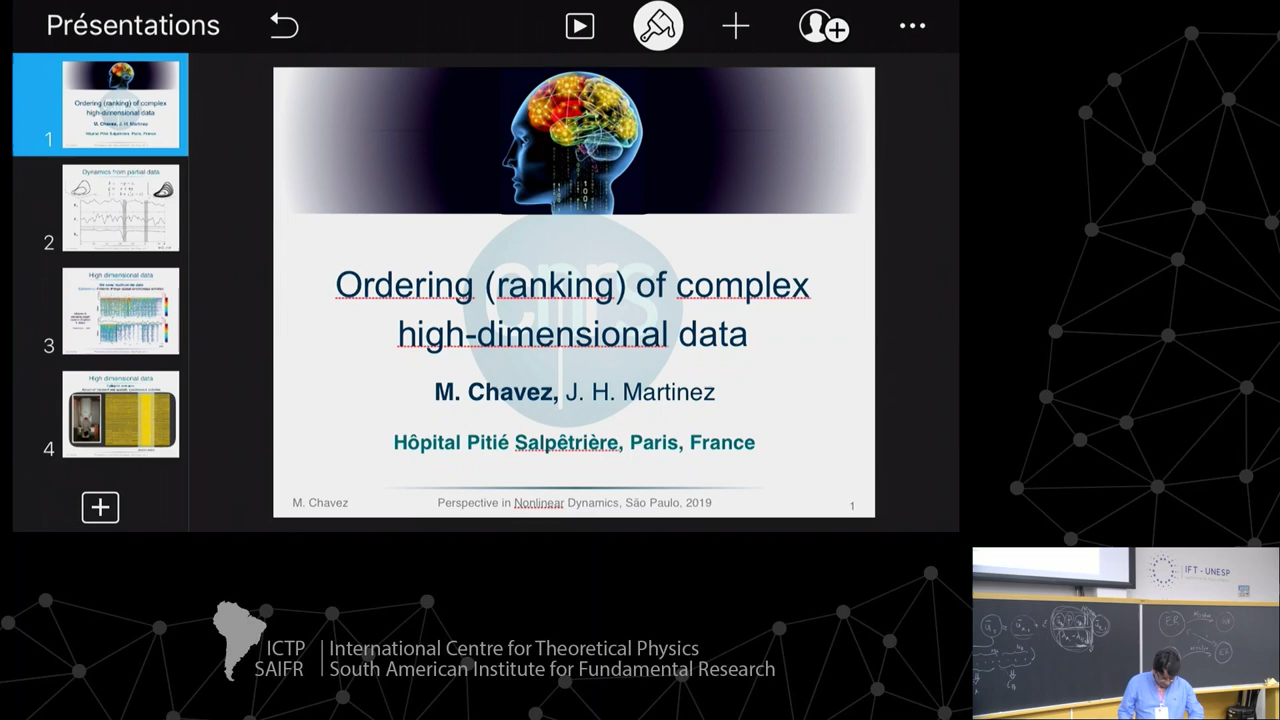 Présentations
1
Ordering (ranking) of complex
high-dimensional data
M. Chavez, J. H. Martinez
Hôpital Pitié Salpêtrière, Paris, France
2
Dynamics from partial data
3
High dimensional data
4
High dimensional data
Ordering (ranking) of complex
high-dimensional data
M. Chavez, J. H. Martinez
Hôpital Pitié Salpêtrière, Paris, France
M. Chavez
Perspective in Nonlinear Dynamics, São Paulo, 2019
1
ICTP
SAIFR
International Centre for Theoretical Physics
South American Institute for Fundamental Research
IFT - UNESP